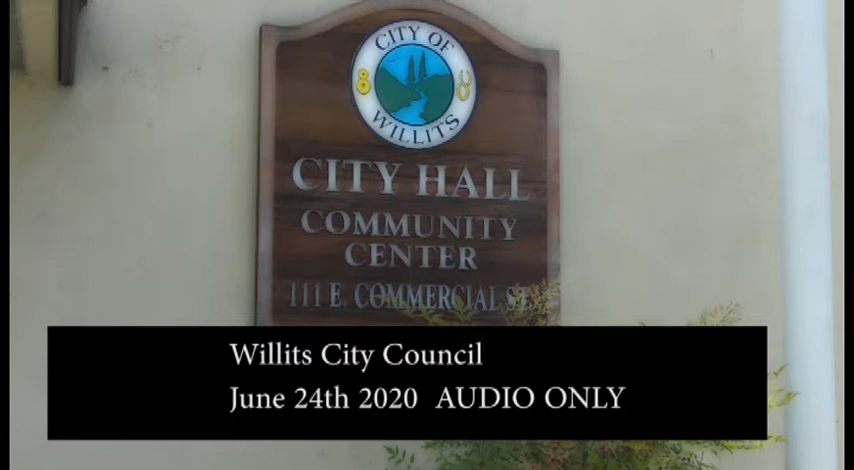 CITY OF
WILLITS
CITY HALL
COMMUNITY
CENTER
111 E. COMMERCIAL ST.
Willits City Council
June 24th 2020 AUDIO ONLY